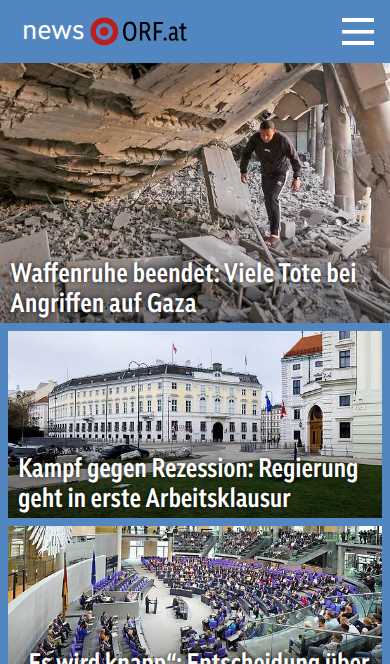 news ORF.at
Waffenruhe beendet: Viele Tote bei
Angriffen auf Gaza
Kampf gegen Rezession: Regierung
geht in erste Arbeitsklausur
„Es wird knapp“: Entscheidung über